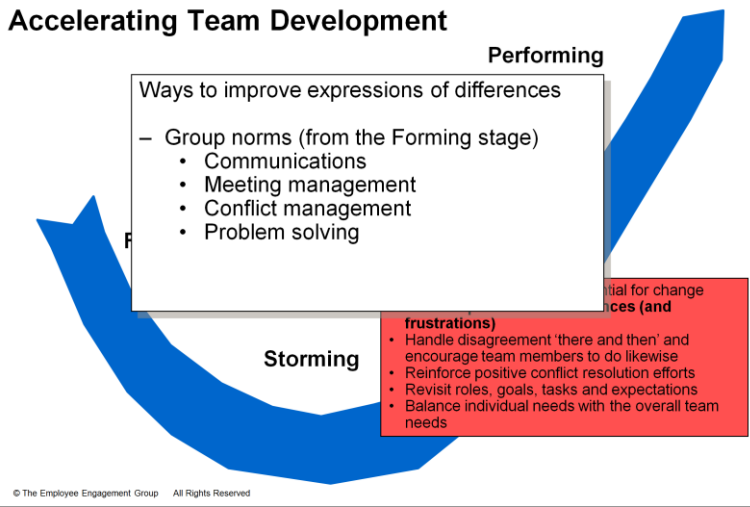 Accelerating Team Development
Performing
Ways to improve expressions of differences
– Group norms (from the Forming stage)
• Communications
• Meeting management
• Conflict management
• Problem solving
for change
(and
frustrations)
• Handle disagreement ‘there and then’ and
encourage team members to do likewise
• Reinforce positive conflict resolution efforts
• Revisit roles, goals, tasks and expectations
• Balance individual needs with the overall team
needs
Storming
© The Employee Engagement Group All Rights Reserved